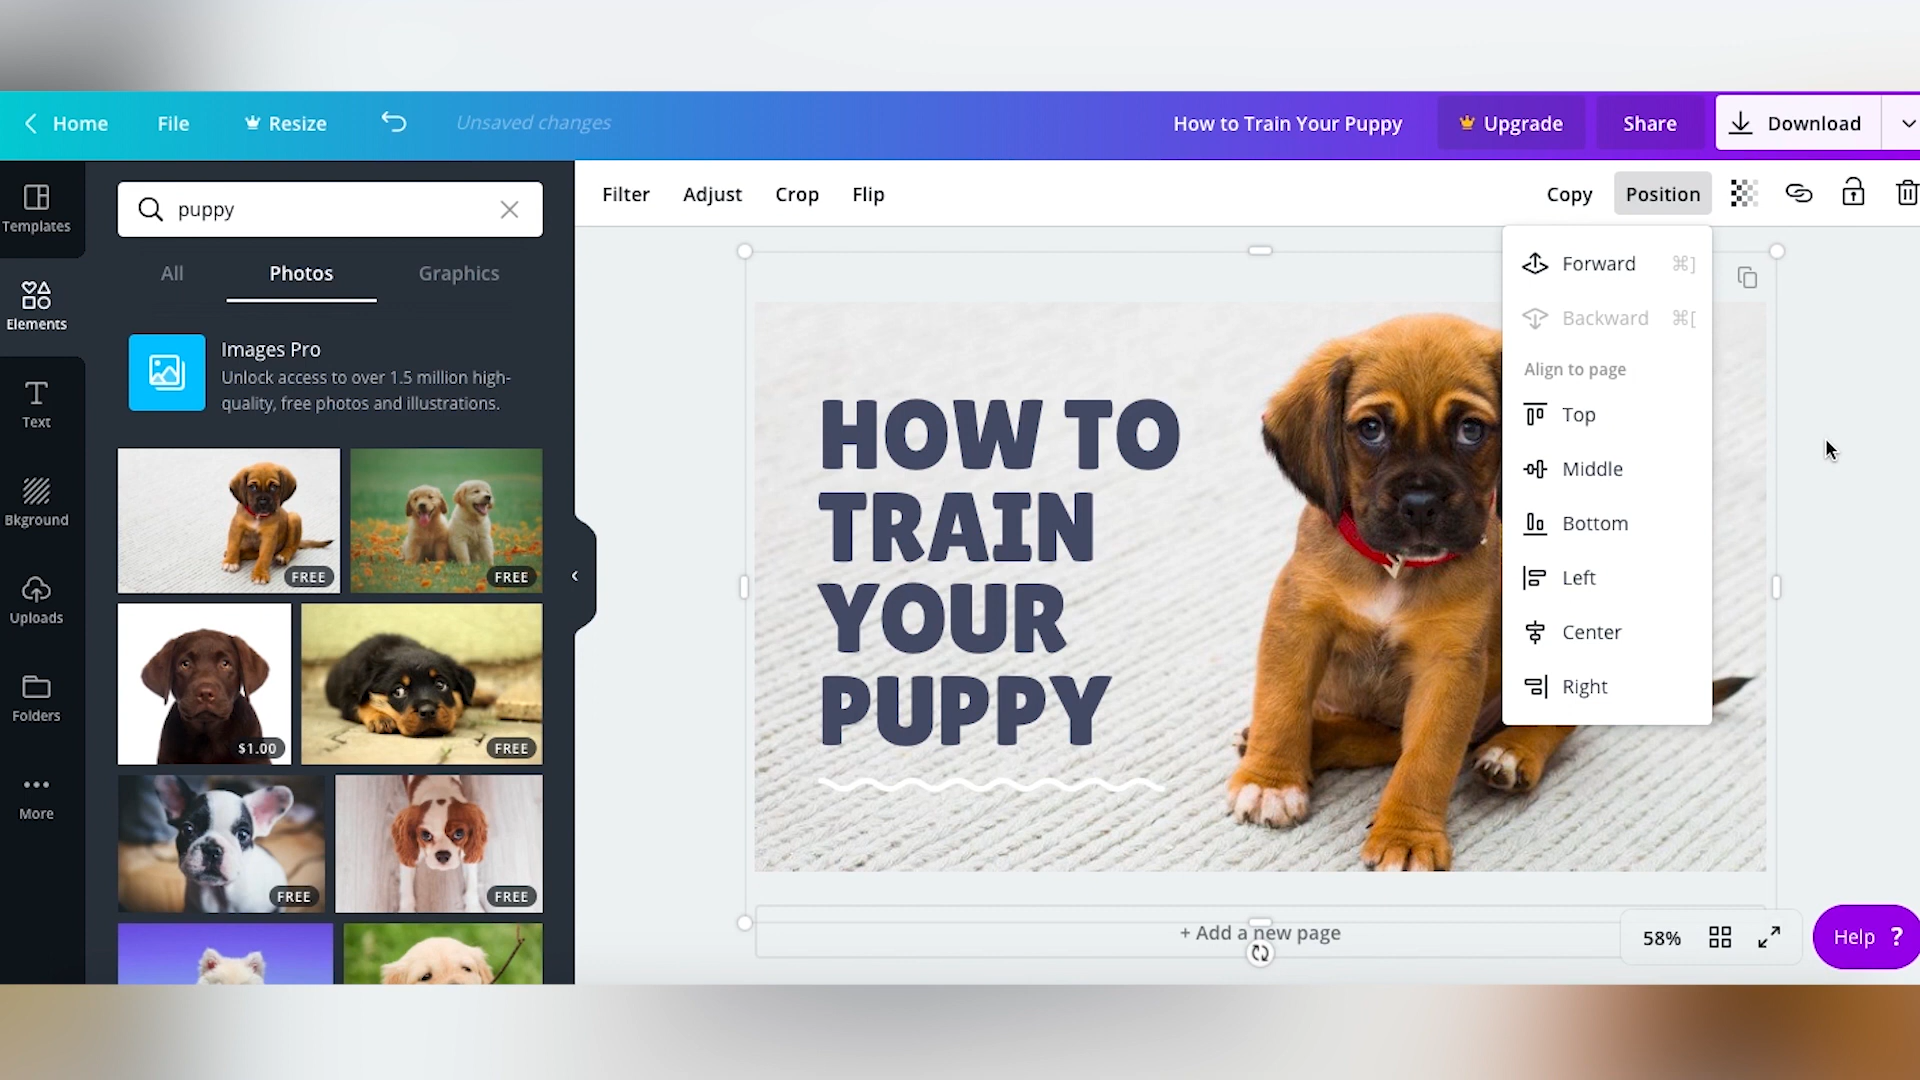 Home
File
Resize
Unsaved changes
How to Train Your Puppy
Upgrade
Share
Download
Templates
Elements
Text
Bkground
Uploads
Folders
More
puppy
All
Photos
Graphics
Images Pro
Unlock access to over 1.5 million high-
quality, free photos and illustrations.
FREE
FREE
$1.00
FREE
FREE
FREE
Filter
Adjust
Crop
Flip
Copy
Position
Forward ⌘]
Backward ⌘[
Align to page
Top
Middle
Bottom
Left
Center
Right
HOW TO
TRAIN
YOUR
PUPPY
+ Add a new page
58%
Help ?